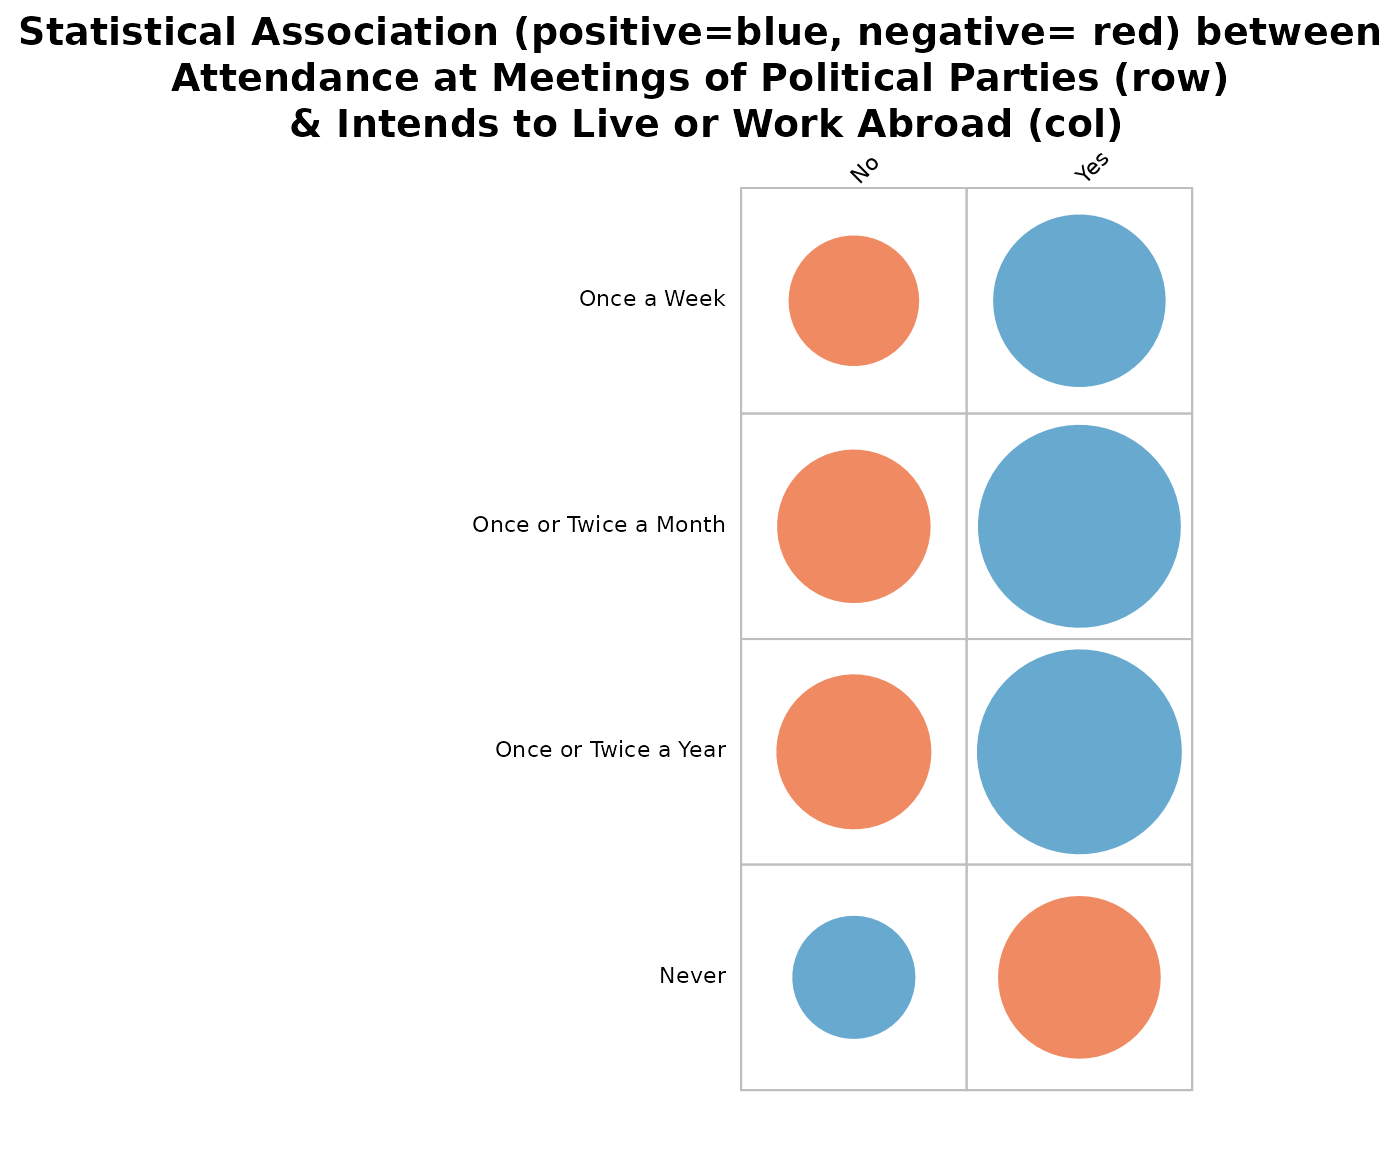 Statistical Association (positive=blue, negative= red) between
Attendance at Meetings of Political Parties (row)
& Intends to Live or Work Abroad (col)
No
Yes
Once a Week
Once or Twice a Month
Once or Twice a Year
Never